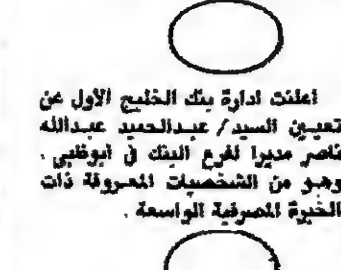 اعلنت ادارة بنك الخليج الأول عن
تعيين السيد / عبدالحميد عبدالله
ناصر مديرا لفرع البنك في ابوظبي .
وهو من الشخصيات المعروفة ذات
الخبرة المصرفية الواسعة .